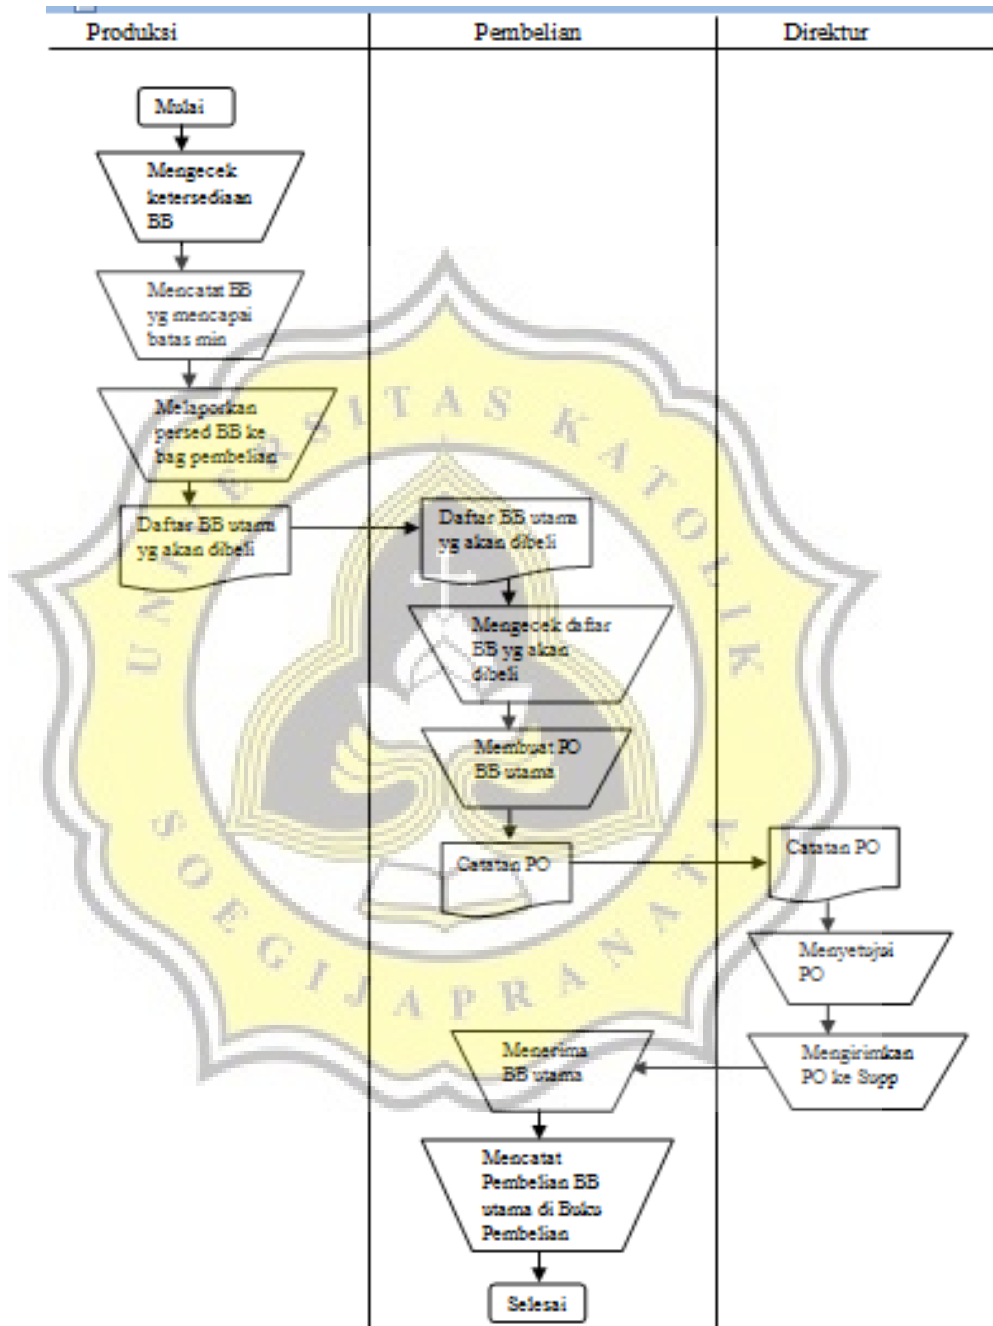 Produksi
Pembelian
Direktur
Mulai
Mengecek
ketersediaan
BB
Mencatat BB
yg mencapai
batas min
Melaporkan
persed BB ke
bag pembelian
Daftar BB utama
yg akan dibeli
Daftar BB utama
yg akan dibeli
Mengecek daftar
BB yg akan
dibeli
Membuat PO
BB utama
Catatan PO
Catatan PO
Menyetujui
PO
Mengirimkan
PO ke Supp
Menerima
BB utama
Mencatat
Pembelian BB
utama di Buku
Pembelian
Selesai
UNIVERSITAS KATOLIK
SOEGIJAPRANATA